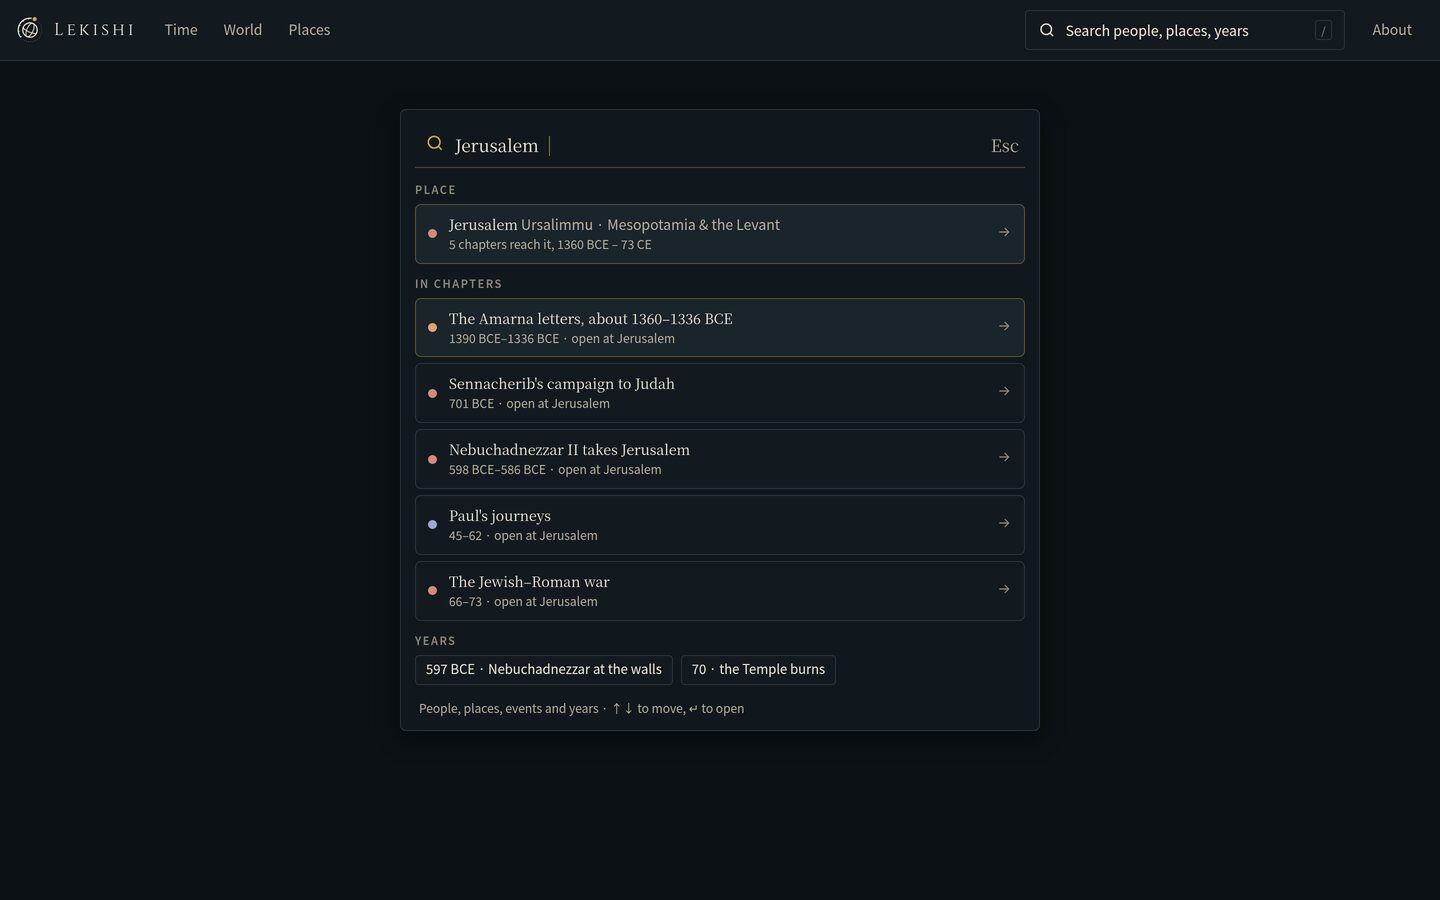 LEKISHI Time World Places Search people, places, years / About
Jerusalem Esc
PLACE
Jerusalem Ursalimmu · Mesopotamia & the Levant →
5 chapters reach it, 1360 BCE – 73 CE
IN CHAPTERS
The Amarna letters, about 1360–1336 BCE →
1390 BCE–1336 BCE · open at Jerusalem
Sennacherib's campaign to Judah →
701 BCE · open at Jerusalem
Nebuchadnezzar II takes Jerusalem →
598 BCE–586 BCE · open at Jerusalem
Paul's journeys →
45–62 · open at Jerusalem
The Jewish–Roman war →
66–73 · open at Jerusalem
YEARS
597 BCE · Nebuchadnezzar at the walls 70 · the Temple burns
People, places, events and years · ↑ ↓ to move, ↵ to open